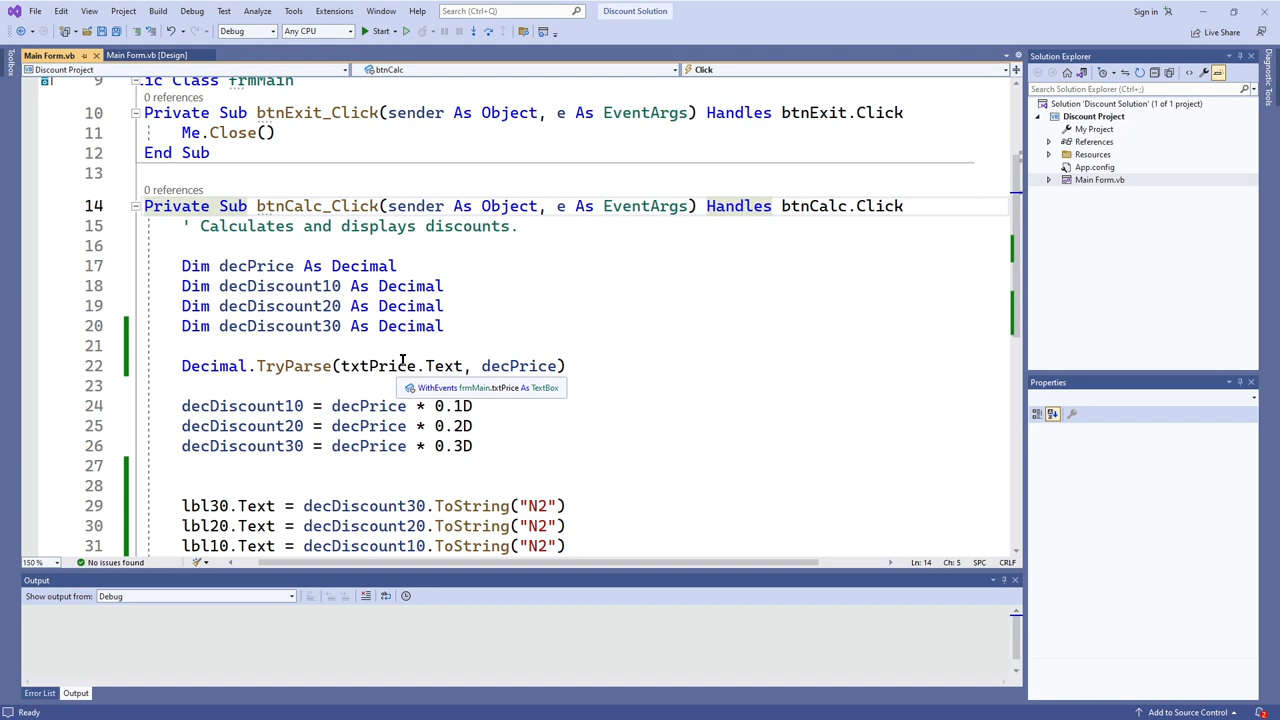 File Edit View Project Build Debug Test Analyze Tools Extensions Window Help Search (Ctrl+Q) Discount Solution Sign in
Debug Any CPU Start Live Share
Main Form.vb Main Form.vb [Design]
Discount Project btnCalc Click
Toolbox
Diagnostic Tools
9 lic Class frmMain
0 references
10 Private Sub btnExit_Click(sender As Object, e As EventArgs) Handles btnExit.Click
11 Me.Close()
12 End Sub
13
0 references
14 Private Sub btnCalc_Click(sender As Object, e As EventArgs) Handles btnCalc.Click
15 ' Calculates and displays discounts.
16
17 Dim decPrice As Decimal
18 Dim decDiscount10 As Decimal
19 Dim decDiscount20 As Decimal
20 Dim decDiscount30 As Decimal
21
22 Decimal.TryParse(txtPrice.Text, decPrice)
23
WithEvents frmMain.txtPrice As TextBox
24 decDiscount10 = decPrice * 0.1D
25 decDiscount20 = decPrice * 0.2D
26 decDiscount30 = decPrice * 0.3D
27
28
29 lbl30.Text = decDiscount30.ToString("N2")
30 lbl20.Text = decDiscount20.ToString("N2")
31 lbl10.Text = decDiscount10.ToString("N2")
150 % No issues found Ln: 14 Ch: 5 SPC CRLF
Output
Show output from: Debug
Error List Output
Solution Explorer
Search Solution Explorer (Ctrl+;)
Solution 'Discount Solution' (1 of 1 project)
Discount Project
My Project
References
Resources
App.config
Main Form.vb
Properties
Ready Add to Source Control 2